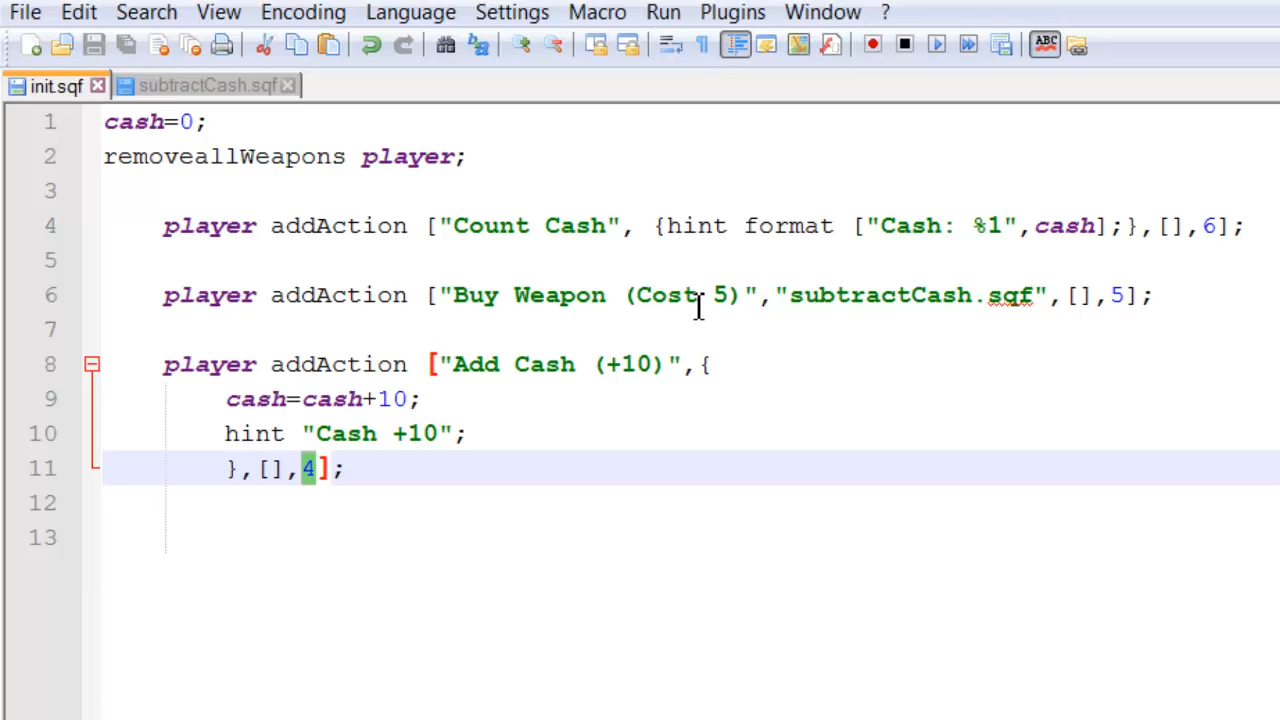 File Edit Search View Encoding Language Settings Macro Run Plugins Window ?
ABC
init.sqf subtractCash.sqf
1 cash=0;
2 removeallWeapons player;
3
4 player addAction ["Count Cash", {hint format ["Cash: %1",cash];},[],6];
5
6 player addAction ["Buy Weapon (Cost 5)","subtractCash.sqf",[],5];
7
8 player addAction ["Add Cash (+10)",{
9 cash=cash+10;
10 hint "Cash +10";
11 },[],4];
12
13